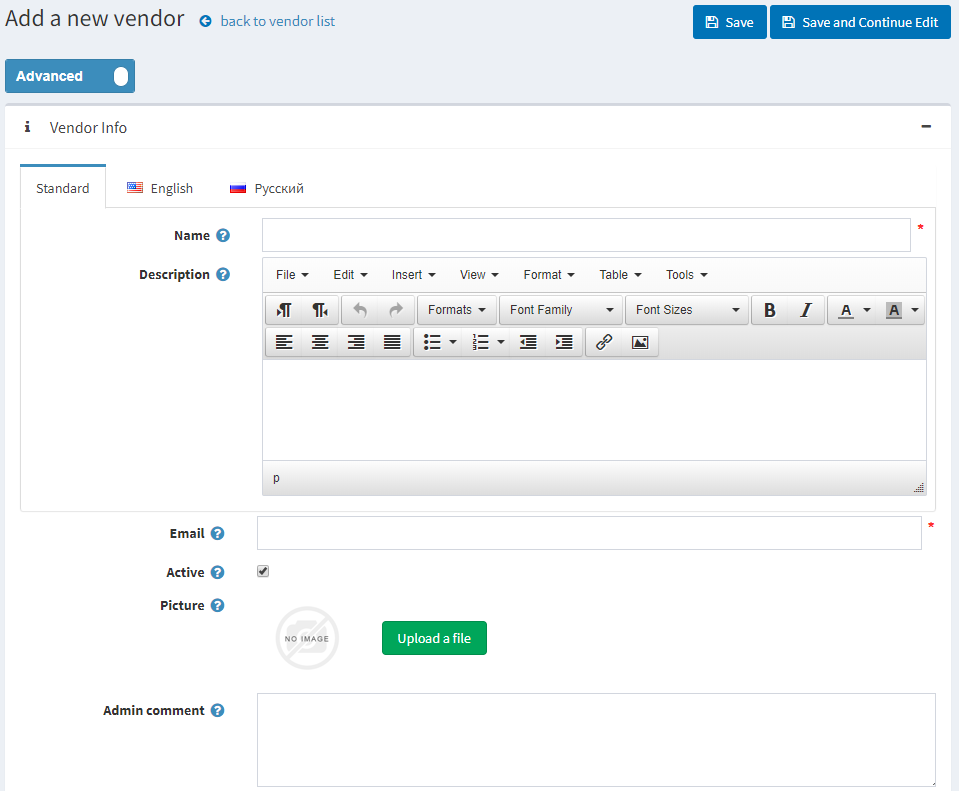 Add a new vendor back to vendor list Save Save and Continue Edit
Advanced
Vendor Info
Standard English Русский
Name *
Description File Edit Insert View Format Table Tools
Formats Font Family Font Sizes B I A A
p
Email *
Active
Picture
NO IMAGE Upload a file
Admin comment